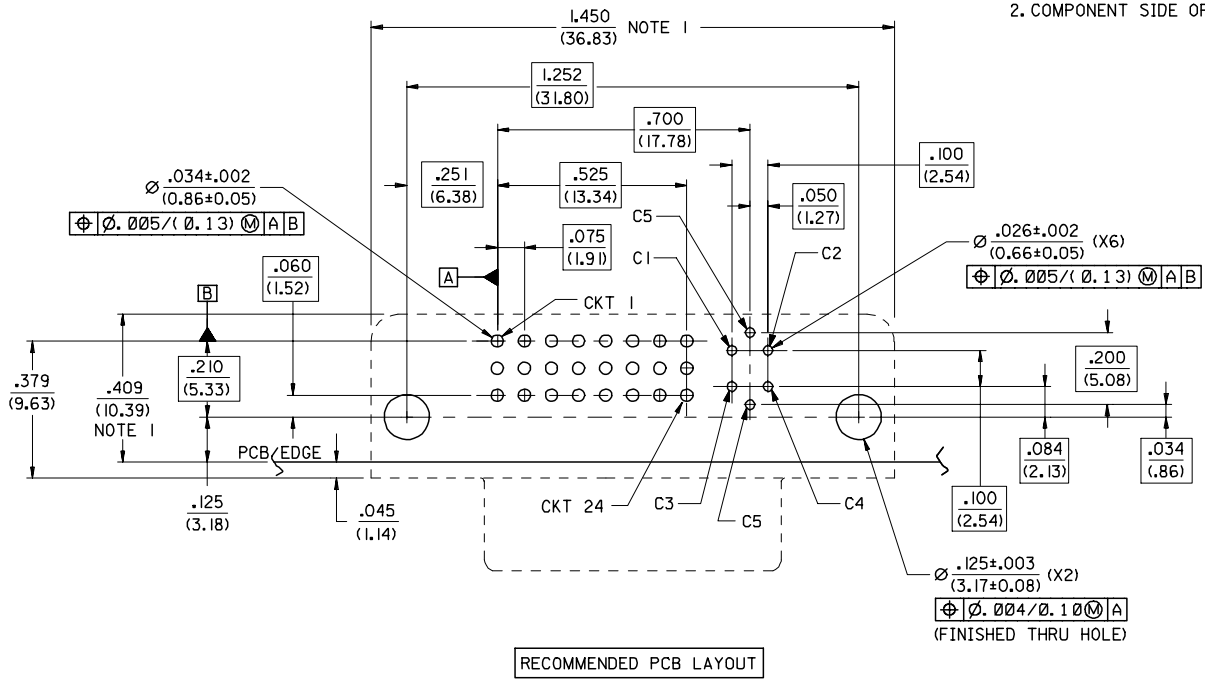 1.450
(36.83) NOTE 1
2. COMPONENT SIDE OF
1.252
(31.80)
.700
(17.78)
.100
(2.54)
.251
(6.38)
.525
(13.34)
.050
(1.27)
Ø .034±.002
(0.86±0.05)
⌖ Ø.005/(0.13) Ⓜ A B
.075
(1.91)
C5
C1
C2
Ø .026±.002 (X6)
(0.66±0.05)
⌖ Ø.005/(0.13) Ⓜ A B
.060
(1.52)
A
CKT 1
B
.379
(9.63)
.409
(10.39)
NOTE 1
.210
(5.33)
.200
(5.08)
PCB EDGE
.084
(2.13)
.034
(.86)
.125
(3.18)
.045
(1.14)
CKT 24
C3
C5
C4
.100
(2.54)
Ø .125±.003 (X2)
(3.17±0.08)
⌖ Ø.004/0.10Ⓜ A
(FINISHED THRU HOLE)
RECOMMENDED PCB LAYOUT